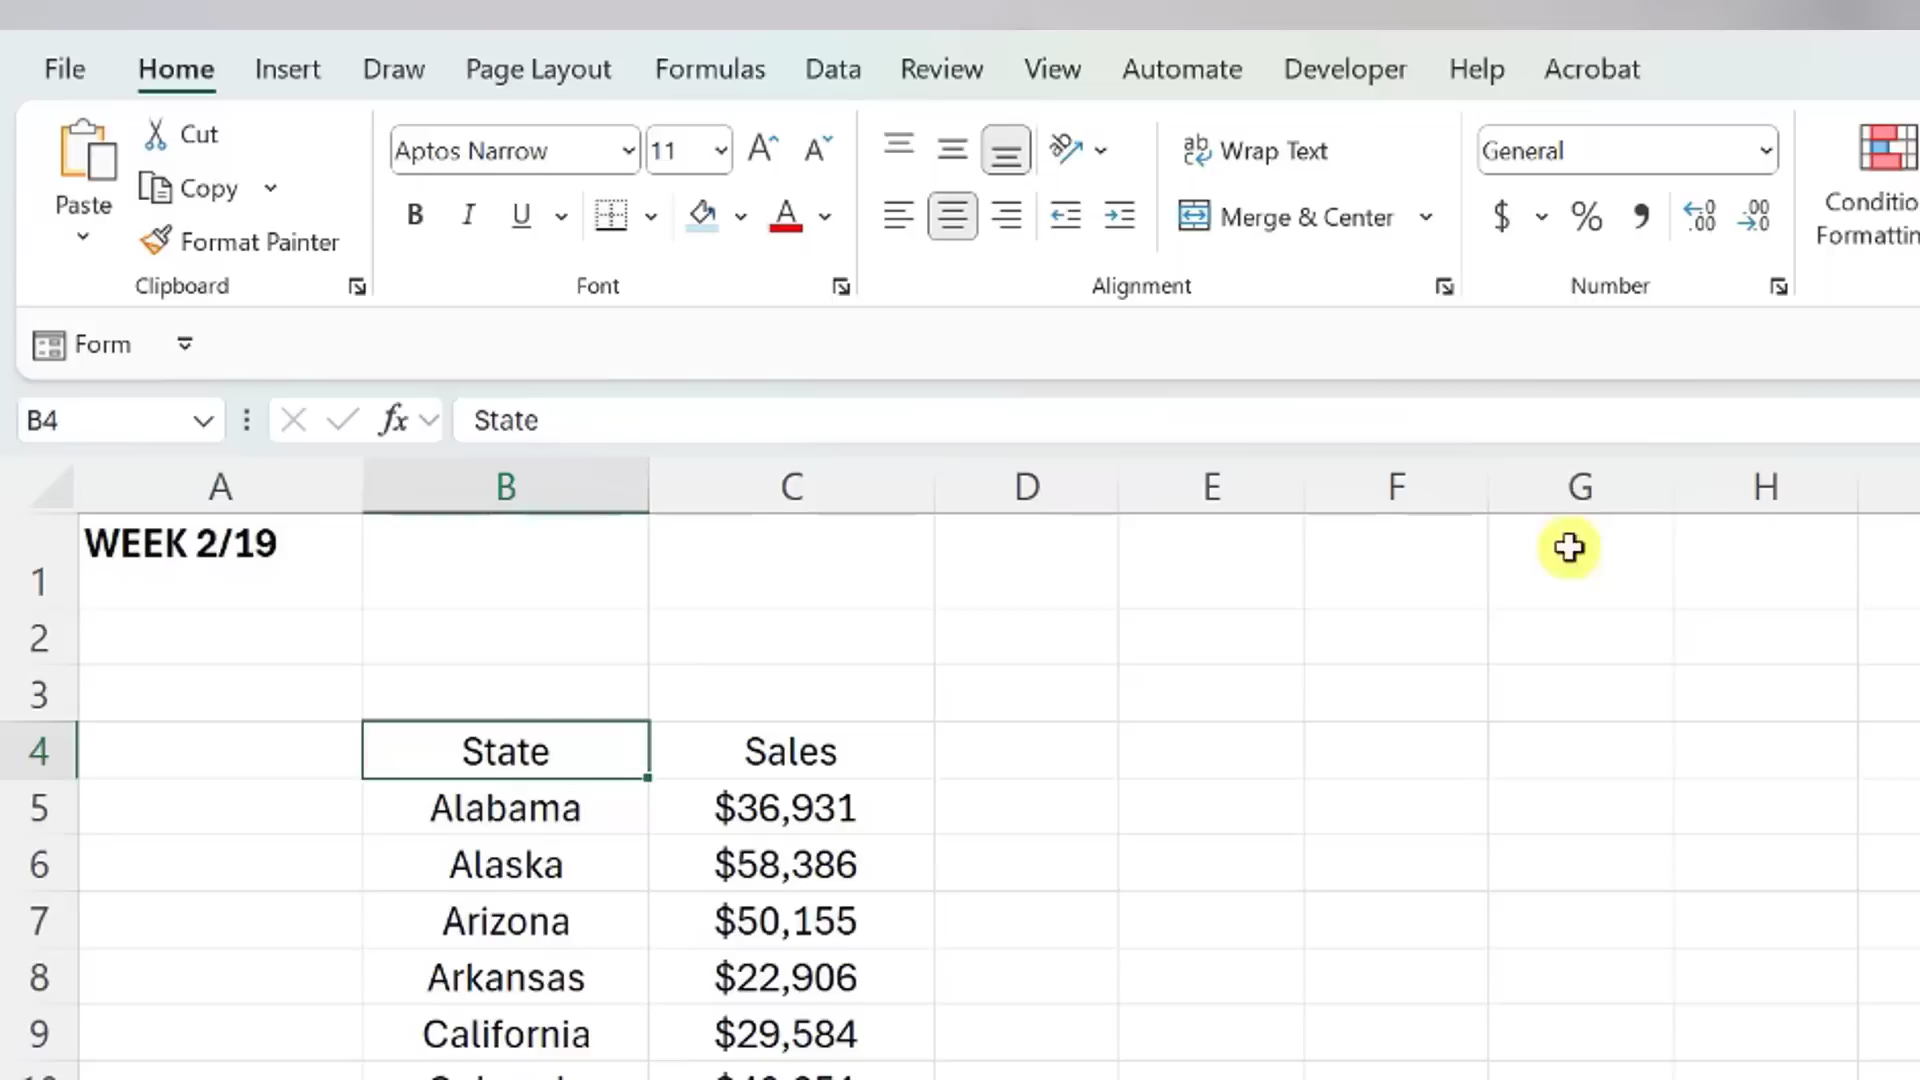 File Home Insert Draw Page Layout Formulas Data Review View Automate Developer Help Acrobat
Paste
Cut
Copy
Format Painter
Clipboard
Aptos Narrow 11
B I U A
Font
Wrap Text
Merge & Center
Alignment
General
$ % , .00
Number
Form
B4 fx State
A B C D E F G H
1 WEEK 2/19
2
3
4 State Sales
5 Alabama $36,931
6 Alaska $58,386
7 Arizona $50,155
8 Arkansas $22,906
9 California $29,584